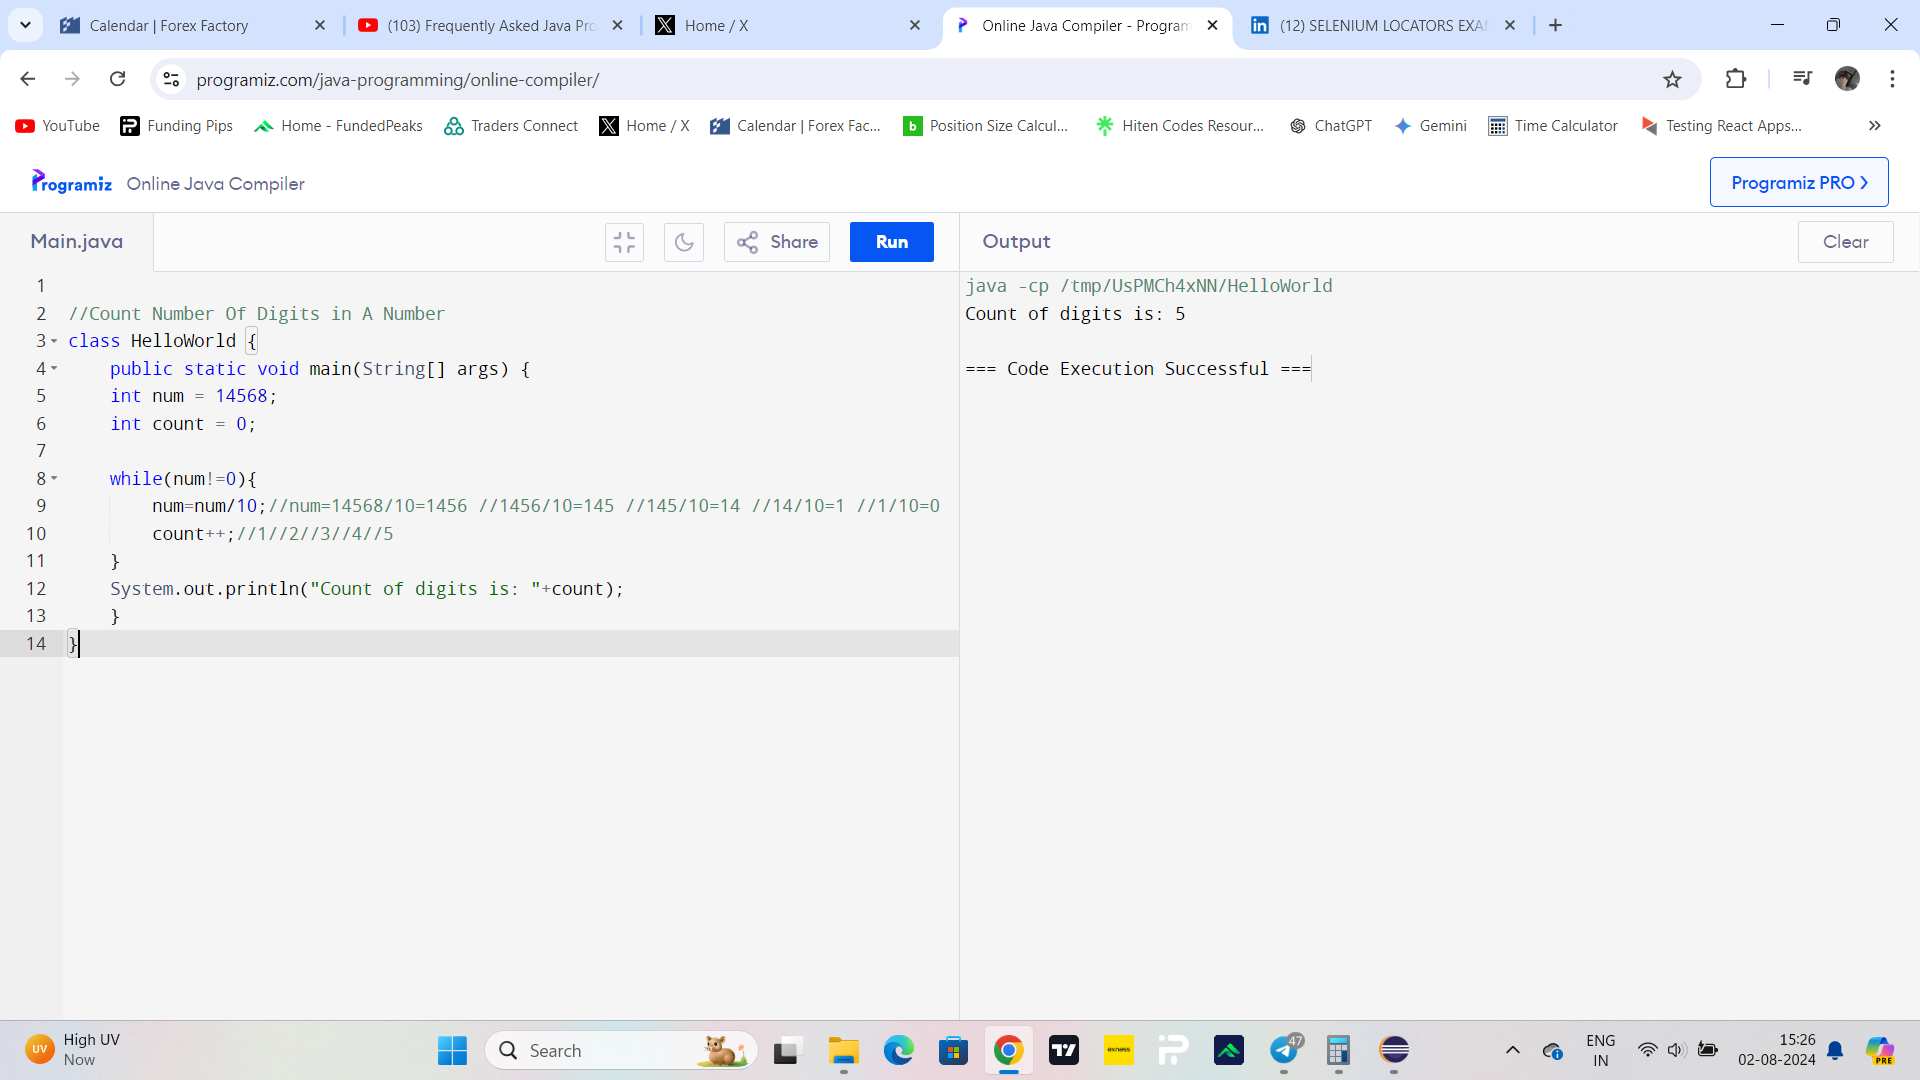 Calendar | Forex Factory
(103) Frequently Asked Java Pro
Home / X
Online Java Compiler - Program
(12) SELENIUM LOCATORS EXA
programiz.com/java-programming/online-compiler/
YouTube
Funding Pips
Home - FundedPeaks
Traders Connect
Home / X
Calendar | Forex Fac...
Position Size Calcul...
Hiten Codes Resour...
ChatGPT
Gemini
Time Calculator
Testing React Apps...
Programiz Online Java Compiler
Programiz PRO >
Main.java
Share
Run
Output
Clear
1
2 //Count Number Of Digits in A Number
3 class HelloWorld {
4 public static void main(String[] args) {
5 int num = 14568;
6 int count = 0;
7
8 while(num!=0){
9 num=num/10;//num=14568/10=1456 //1456/10=145 //145/10=14 //14/10=1 //1/10=0
10 count++;//1//2//3//4//5
11 }
12 System.out.println("Count of digits is: "+count);
13 }
14 }
java -cp /tmp/UsPMCh4xNN/HelloWorld
Count of digits is: 5
=== Code Execution Successful ===
UV
High UV
Now
Search
exness
47
ENG
IN
15:26
02-08-2024
PRE